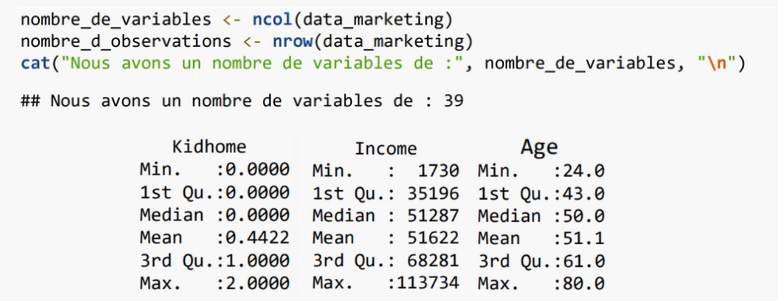 nombre_de_variables <- ncol(data_marketing)
nombre_d_observations <- nrow(data_marketing)
cat("Nous avons un nombre de variables de :", nombre_de_variables, "\n")
## Nous avons un nombre de variables de : 39
Kidhome Income Age
Min.   :0.0000 Min.   :  1730 Min.   :24.0
1st Qu.:0.0000 1st Qu.: 35196 1st Qu.:43.0
Median :0.0000 Median : 51287 Median :50.0
Mean   :0.4422 Mean   : 51622 Mean   :51.1
3rd Qu.:1.0000 3rd Qu.: 68281 3rd Qu.:61.0
Max.   :2.0000 Max.   :113734 Max.   :80.0